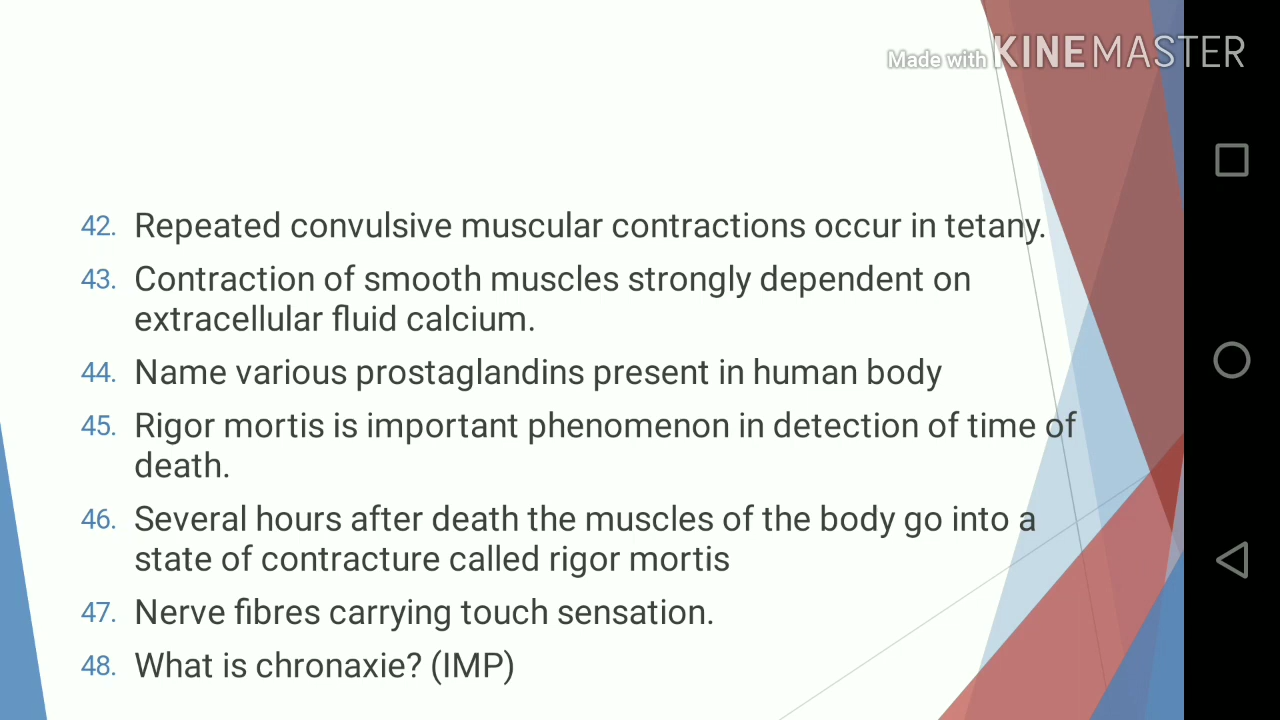 Made with KINEMASTER
42. Repeated convulsive muscular contractions occur in tetany.
43. Contraction of smooth muscles strongly dependent on
extracellular fluid calcium.
44. Name various prostaglandins present in human body
45. Rigor mortis is important phenomenon in detection of time of
death.
46. Several hours after death the muscles of the body go into a
state of contracture called rigor mortis
47. Nerve fibres carrying touch sensation.
48. What is chronaxie? (IMP)